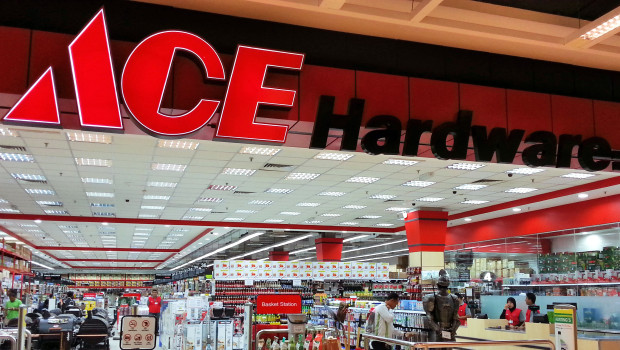 ACE Hardware
Basket Station